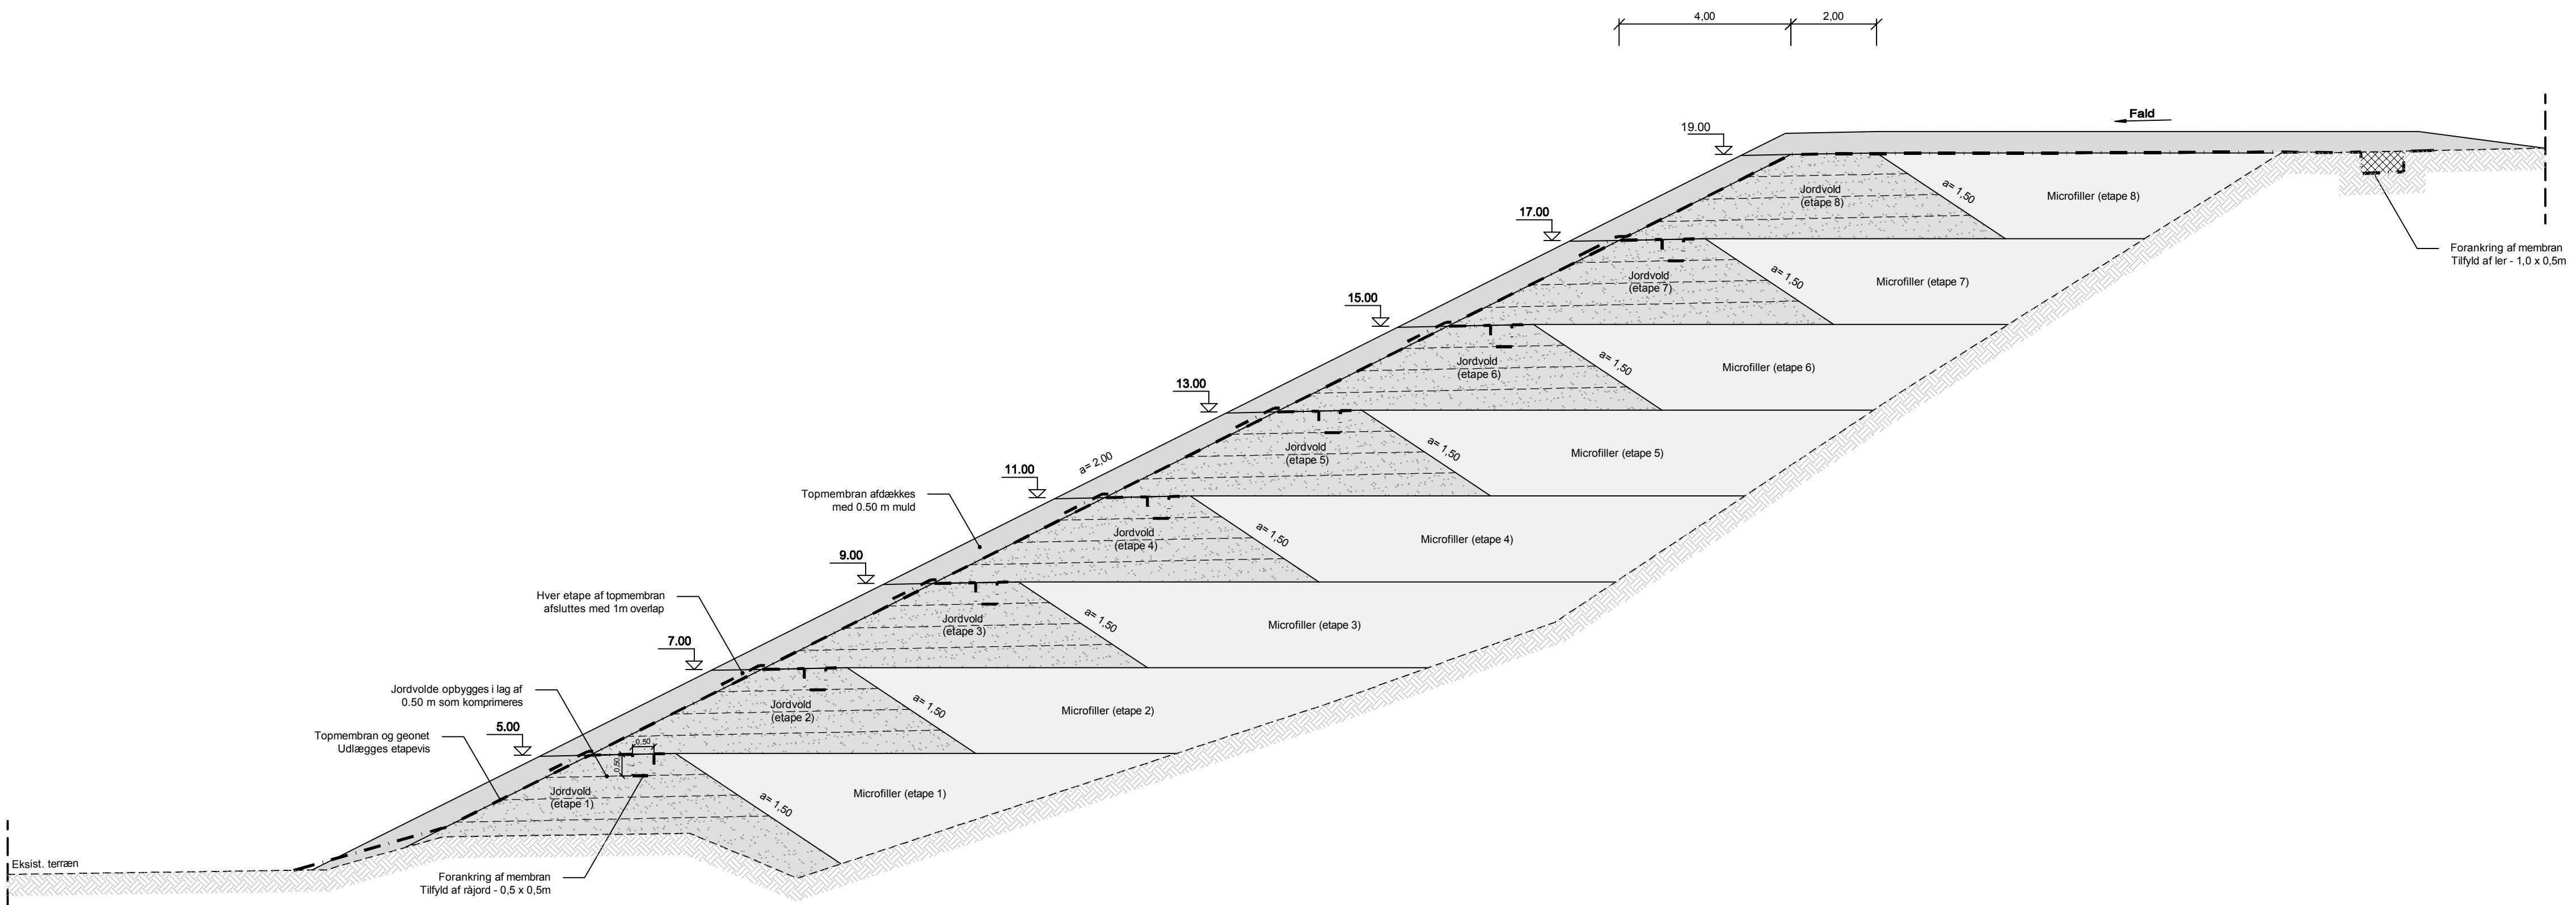 4,00
2,00
Fald
19.00
a= 1,50
Jordvold
(etape 8)
Microfiller (etape 8)
17.00
Forankring af membran
Tilfyld af ler - 1,0 x 0,5m
a= 1,50
Jordvold
(etape 7)
Microfiller (etape 7)
15.00
a= 1,50
Jordvold
(etape 6)
Microfiller (etape 6)
13.00
a= 1,50
Jordvold
(etape 5)
Microfiller (etape 5)
a= 2,00
11.00
Topmembran afdækkes
med 0.50 m muld
a= 1,50
Jordvold
(etape 4)
Microfiller (etape 4)
9.00
Hver etape af topmembran
afsluttes med 1m overlap
a= 1,50
Jordvold
(etape 3)
Microfiller (etape 3)
7.00
Jordvolde opbygges i lag af
0.50 m som komprimeres
a= 1,50
Jordvold
(etape 2)
Microfiller (etape 2)
5.00
Topmembran og geonet
Udlægges etapevis
0,50
0,50
a= 1,50
Jordvold
(etape 1)
Microfiller (etape 1)
Eksist. terræn
Forankring af membran
Tilfyld af råjord - 0,5 x 0,5m